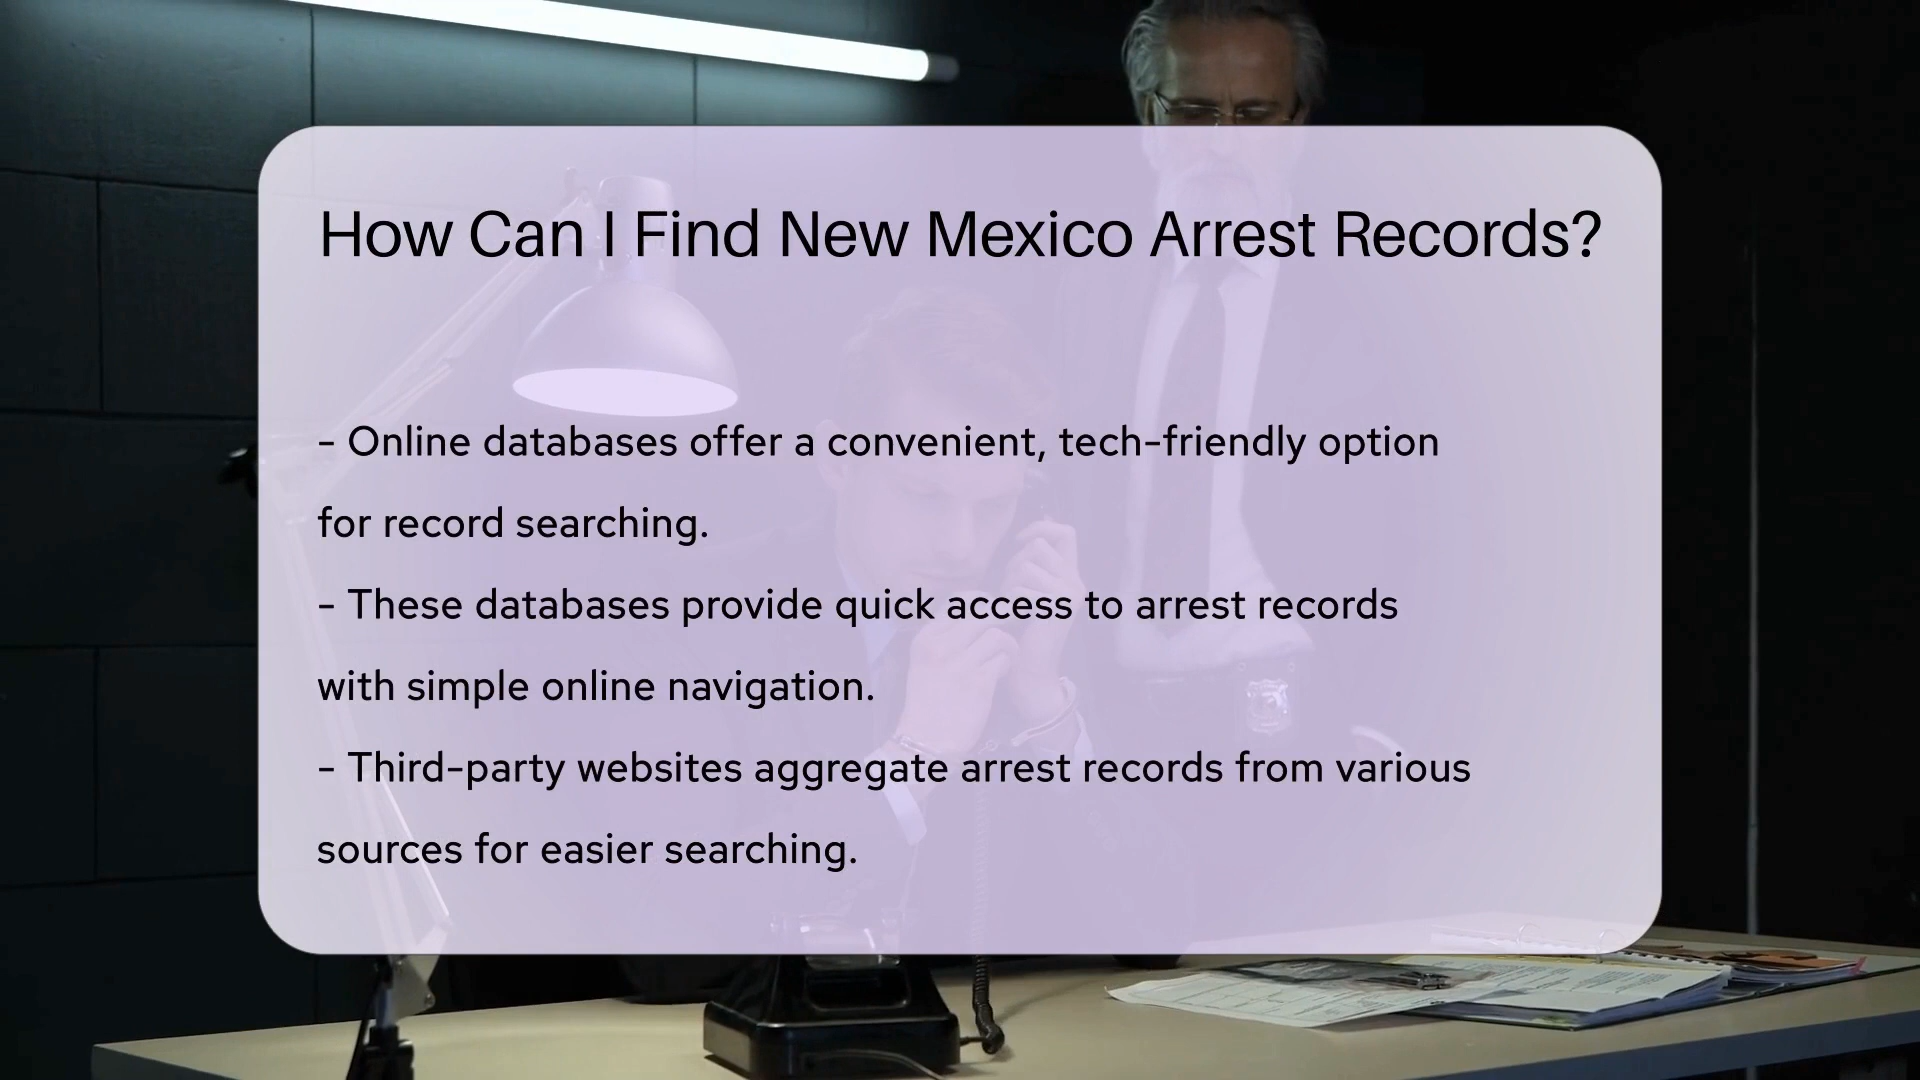 How Can I Find New Mexico Arrest Records?
- Online databases offer a convenient, tech-friendly option
for record searching.
- These databases provide quick access to arrest records
with simple online navigation.
- Third-party websites aggregate arrest records from various
sources for easier searching.